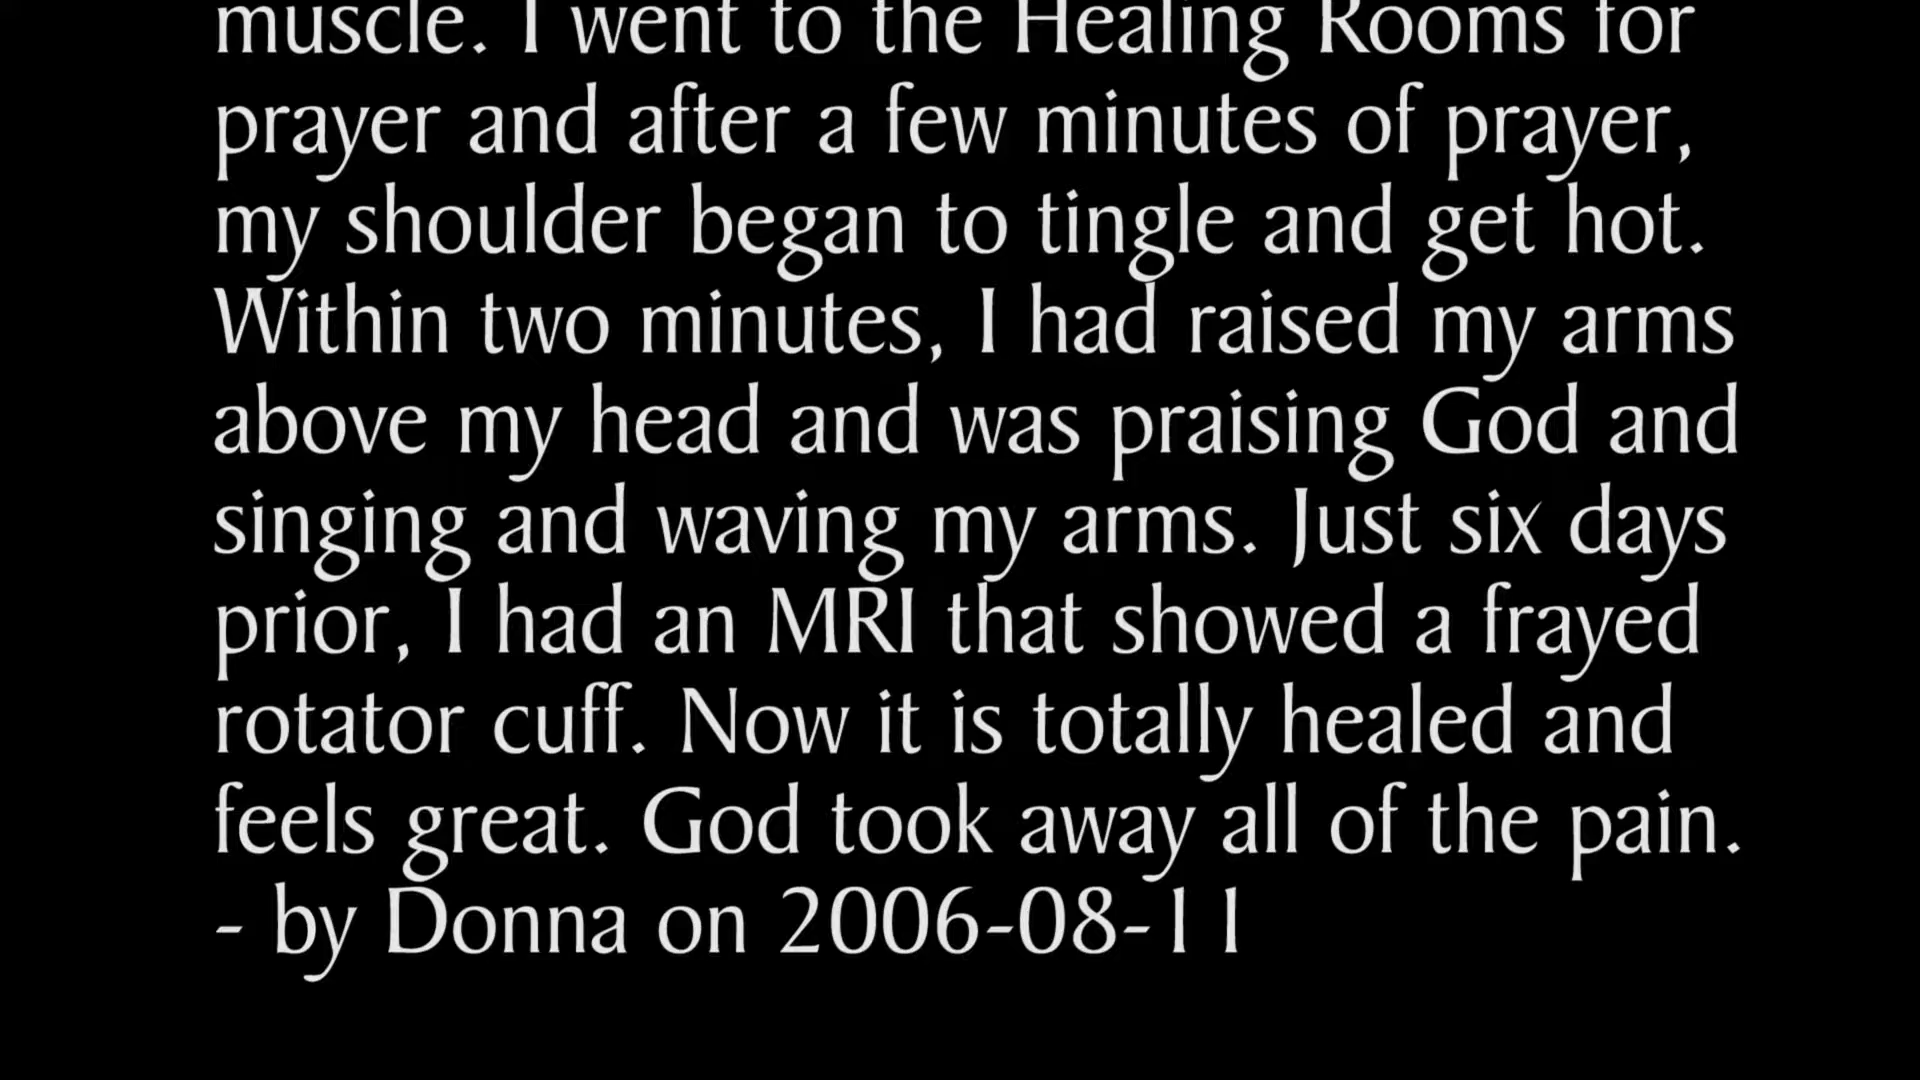 muscle. I went to the Healing Rooms for
prayer and after a few minutes of prayer,
my shoulder began to tingle and get hot.
Within two minutes, I had raised my arms
above my head and was praising God and
singing and waving my arms. Just six days
prior, I had an MRI that showed a frayed
rotator cuff. Now it is totally healed and
feels great. God took away all of the pain.
- by Donna on 2006-08-11